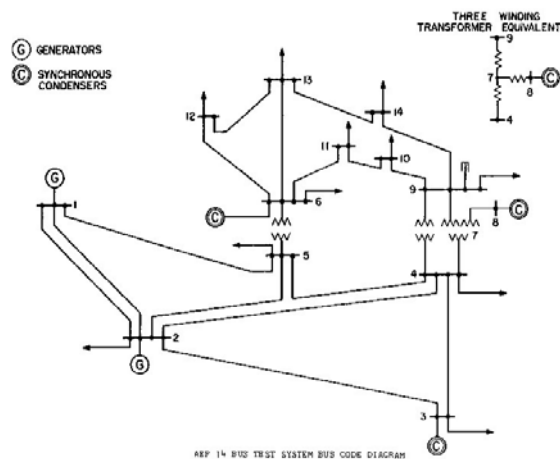 THREE WINDING
TRANSFORMER EQUIVALENT
9
7
C
8
4
G GENERATORS
C SYNCHRONOUS
CONDENSERS
13
14
12
11
10
9
C
6
8
C
7
G
1
5
4
2
G
3
C
AEP 14 BUS TEST SYSTEM BUS CODE DIAGRAM